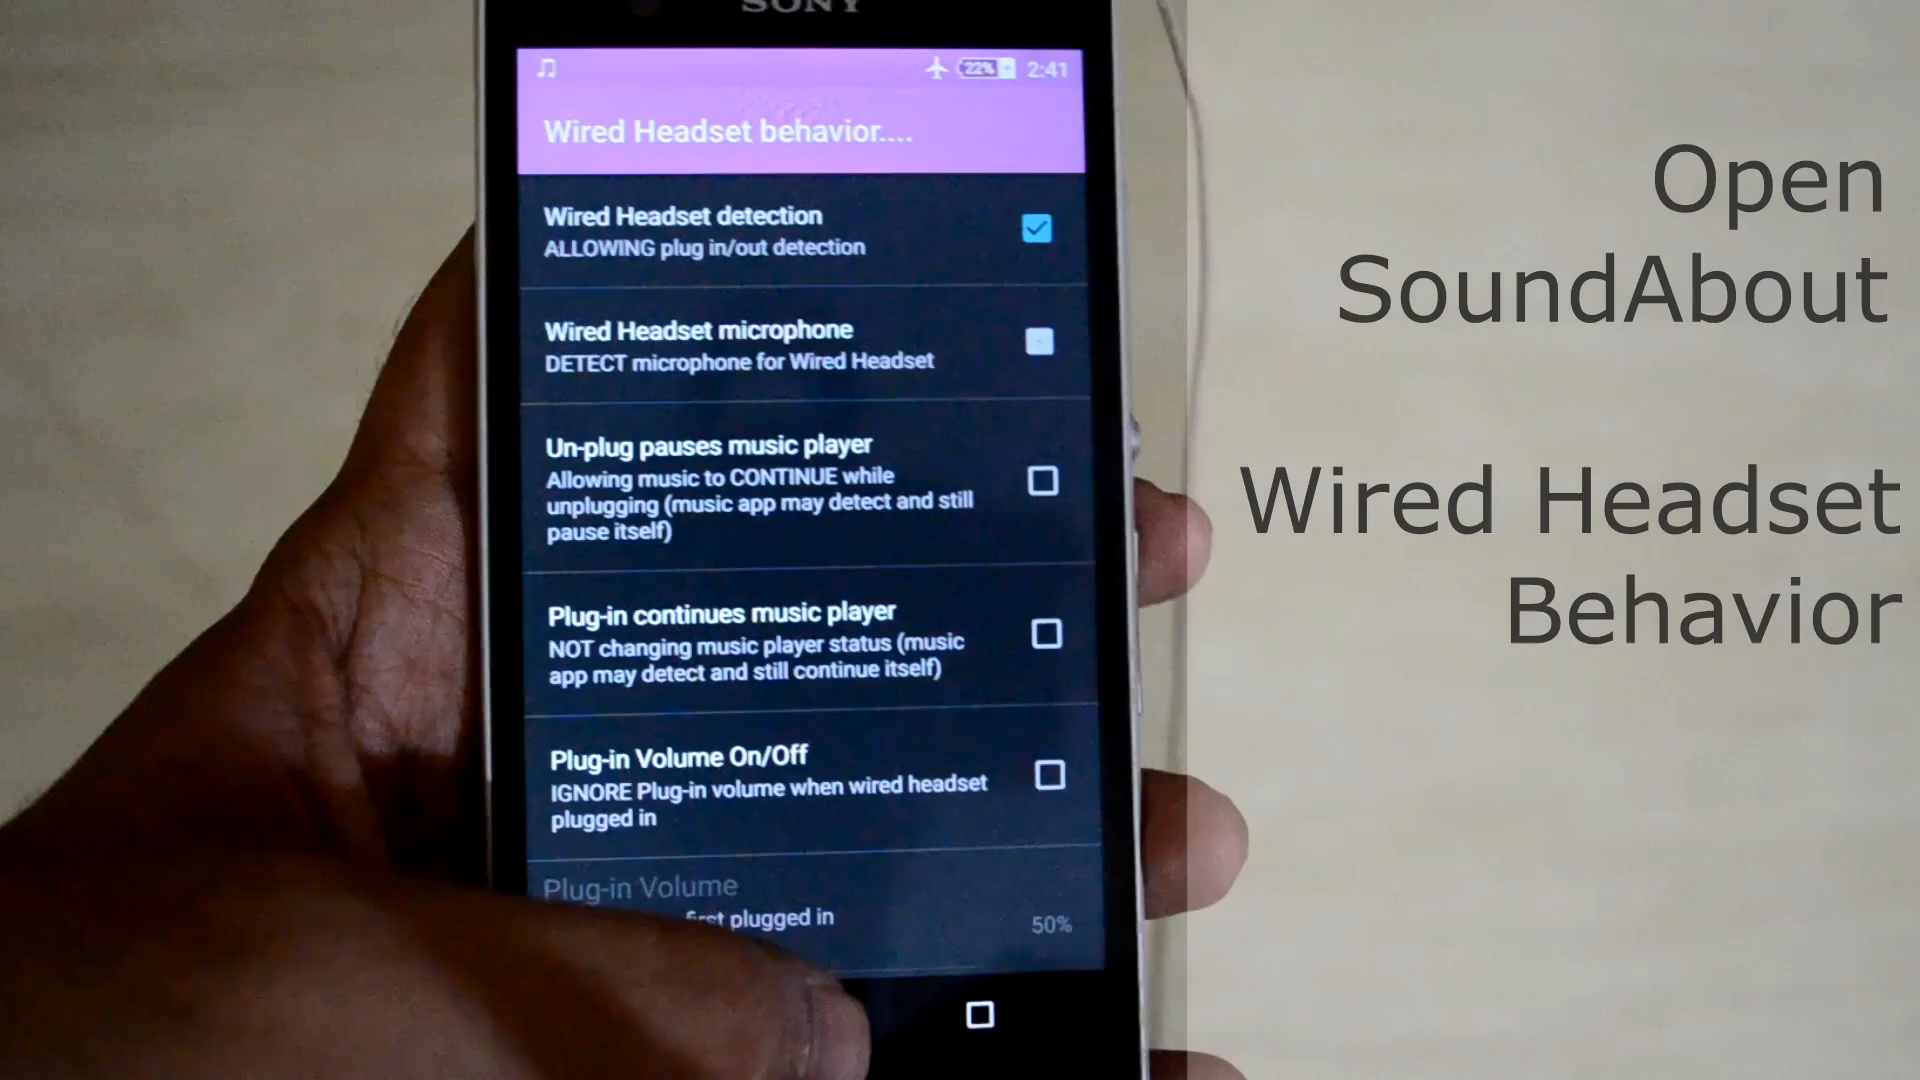 SONY
22% 2:41
Wired Headset behavior....
Wired Headset detection
ALLOWING plug in/out detection
Wired Headset microphone
DETECT microphone for Wired Headset
Un-plug pauses music player
Allowing music to CONTINUE while
unplugging (music app may detect and still
pause itself)
Plug-in continues music player
NOT changing music player status (music
app may detect and still continue itself)
Plug-in Volume On/Off
IGNORE Plug-in volume when wired headset
plugged in
Plug-in Volume
first plugged in
50%
Open
SoundAbout
Wired Headset
Behavior